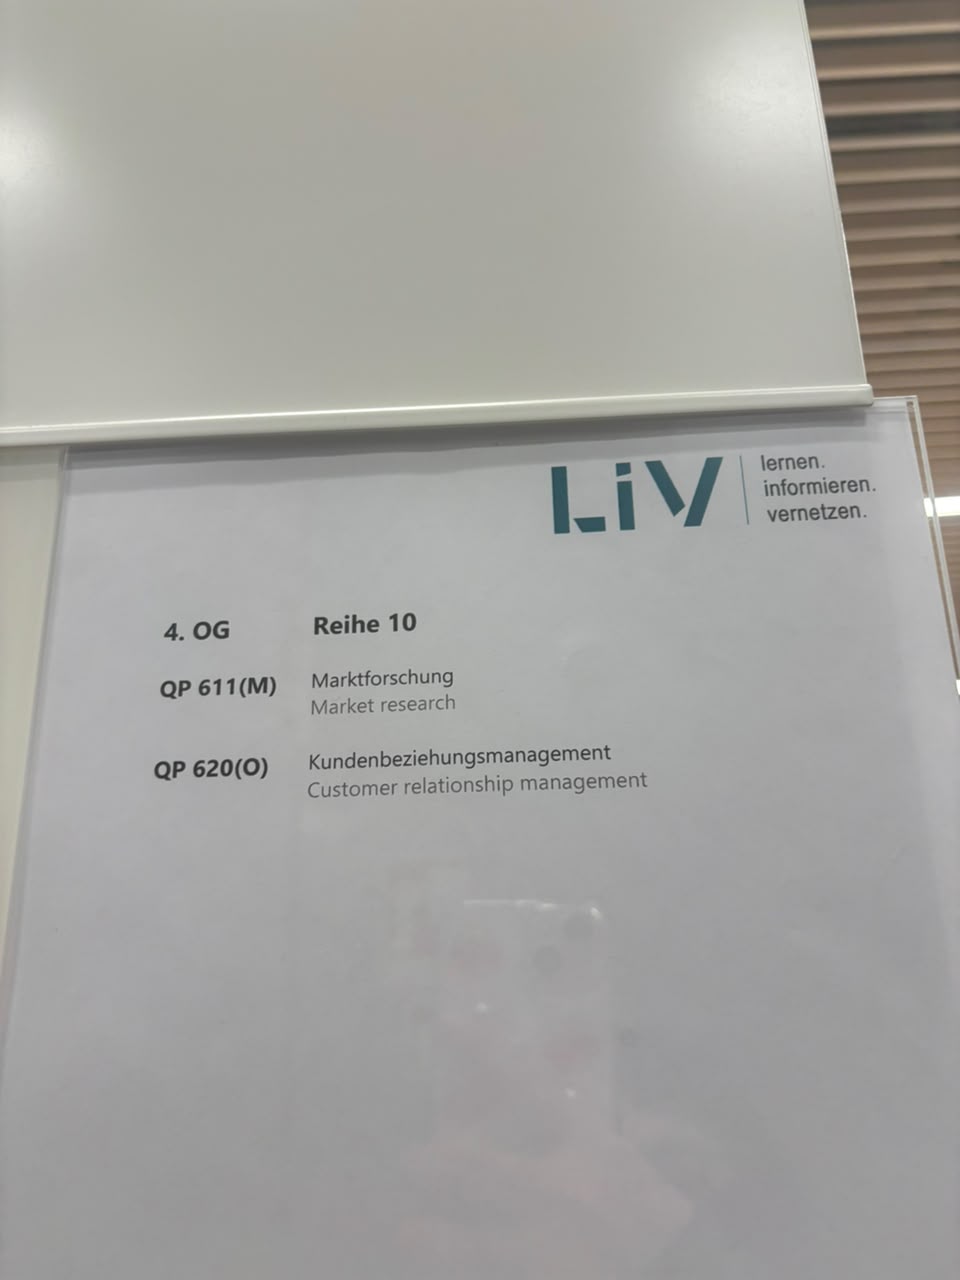 LiV
lernen.
informieren.
vernetzen.
4. OG Reihe 10
QP 611(M) Marktforschung
Market research
QP 620(O) Kundenbeziehungsmanagement
Customer relationship management